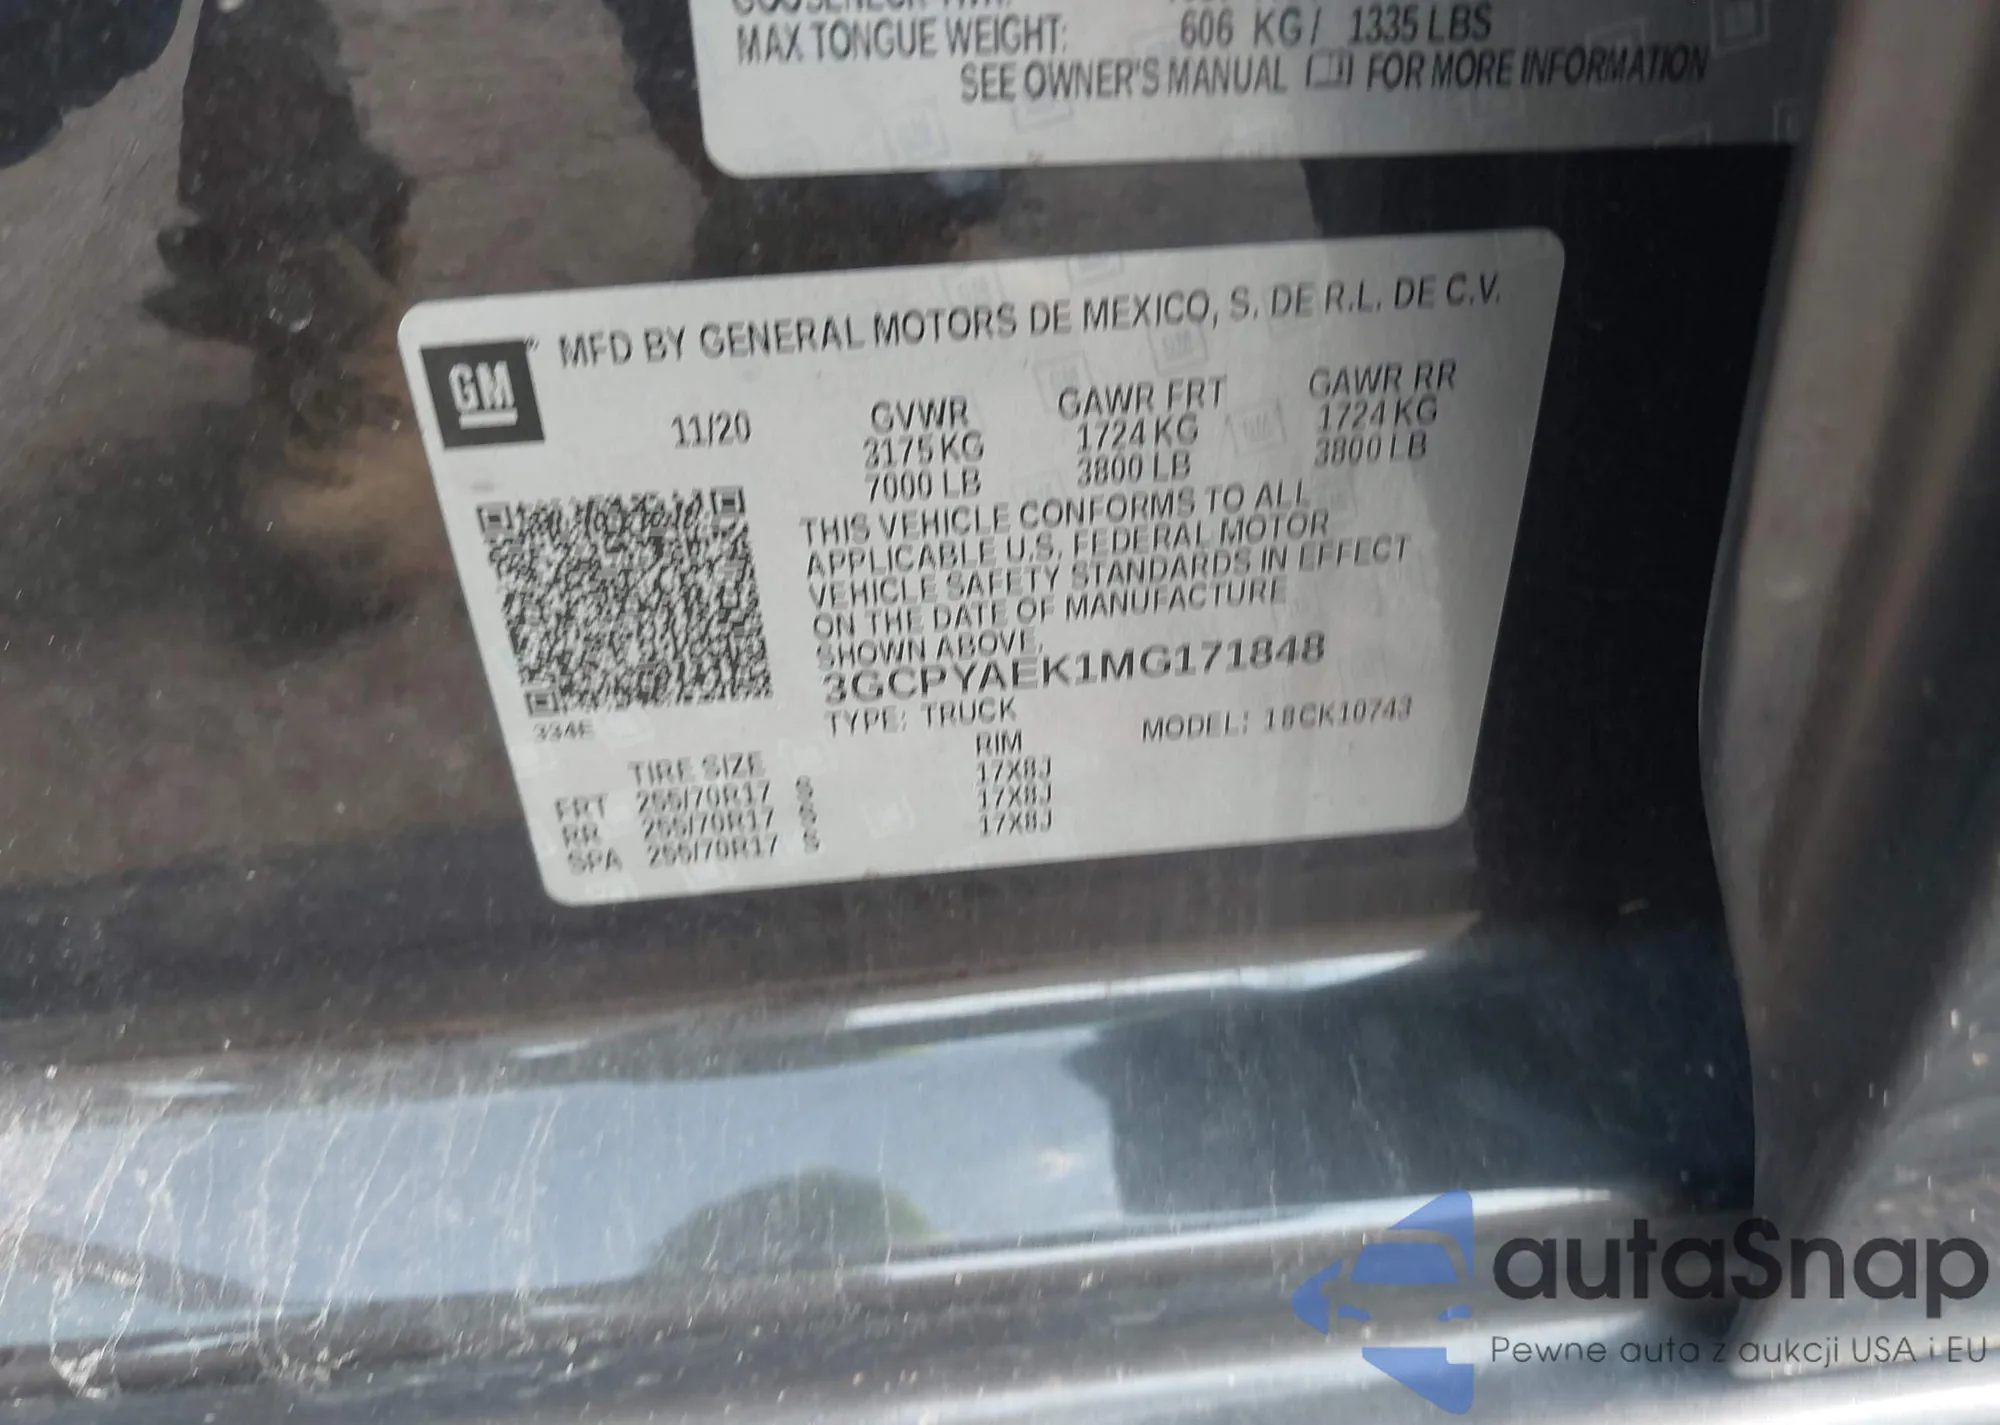 MAX TONGUE WEIGHT: 606 KG / 1335 LBS
SEE OWNER'S MANUAL FOR MORE INFORMATION
GM
MFD BY GENERAL MOTORS DE MEXICO, S. DE R.L. DE C.V.
11/20
GVWR GAWR FRT GAWR RR
3175 KG 1724 KG 1724 KG
7000 LB 3800 LB 3800 LB
THIS VEHICLE CONFORMS TO ALL
APPLICABLE U.S. FEDERAL MOTOR
VEHICLE SAFETY STANDARDS IN EFFECT
ON THE DATE OF MANUFACTURE
SHOWN ABOVE.
3GCPYAEK1MG171848
334E
TYPE: TRUCK MODEL: 18CK10743
TIRE SIZE RIM
FRT 255/70R17 S 17X8J
RR 255/70R17 S 17X8J
SPA 255/70R17 S 17X8J
autaSnap
Pewne auta z aukcji USA i EU